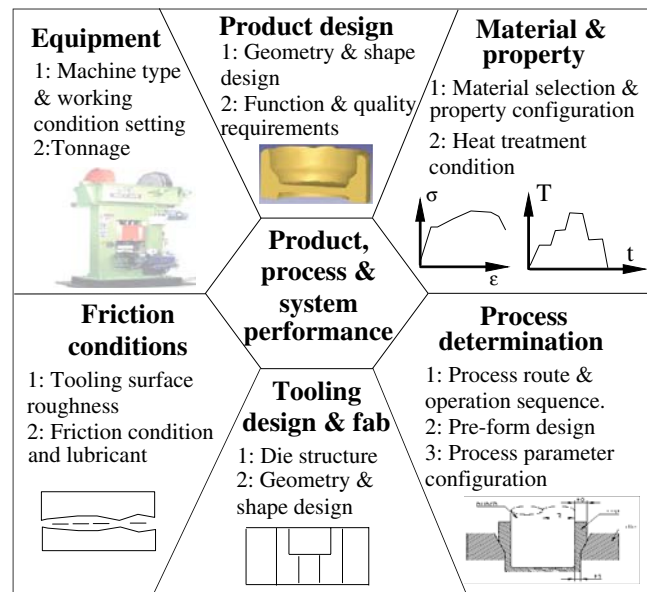 Equipment
1: Machine type
& working
condition setting
2:Tonnage
Product design
1: Geometry & shape
design
2: Function & quality
requirements
Material &
property
1: Material selection &
property configuration
2: Heat treatment
condition
σ
ε
T
t
Product,
process &
system
performance
Friction
conditions
1: Tooling surface
roughness
2: Friction condition
and lubricant
Tooling
design & fab
1: Die structure
2: Geometry &
shape design
Process
determination
1: Process route &
operation sequence.
2: Pre-form design
3: Process parameter
configuration